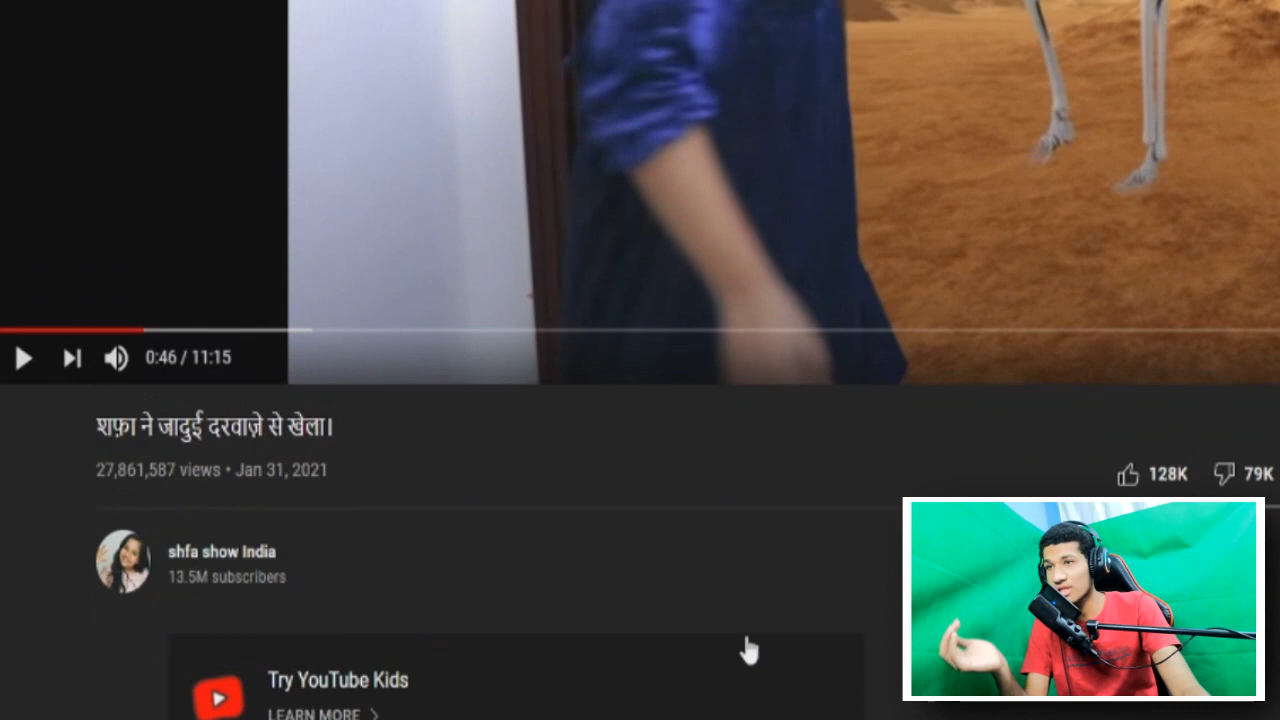 0:46 / 11:15
शफ़ा ने जादुई दरवाज़े से खेला।
27,861,587 views • Jan 31, 2021
128K 79K
shfa show India
13.5M subscribers
Try YouTube Kids
LEARN MORE